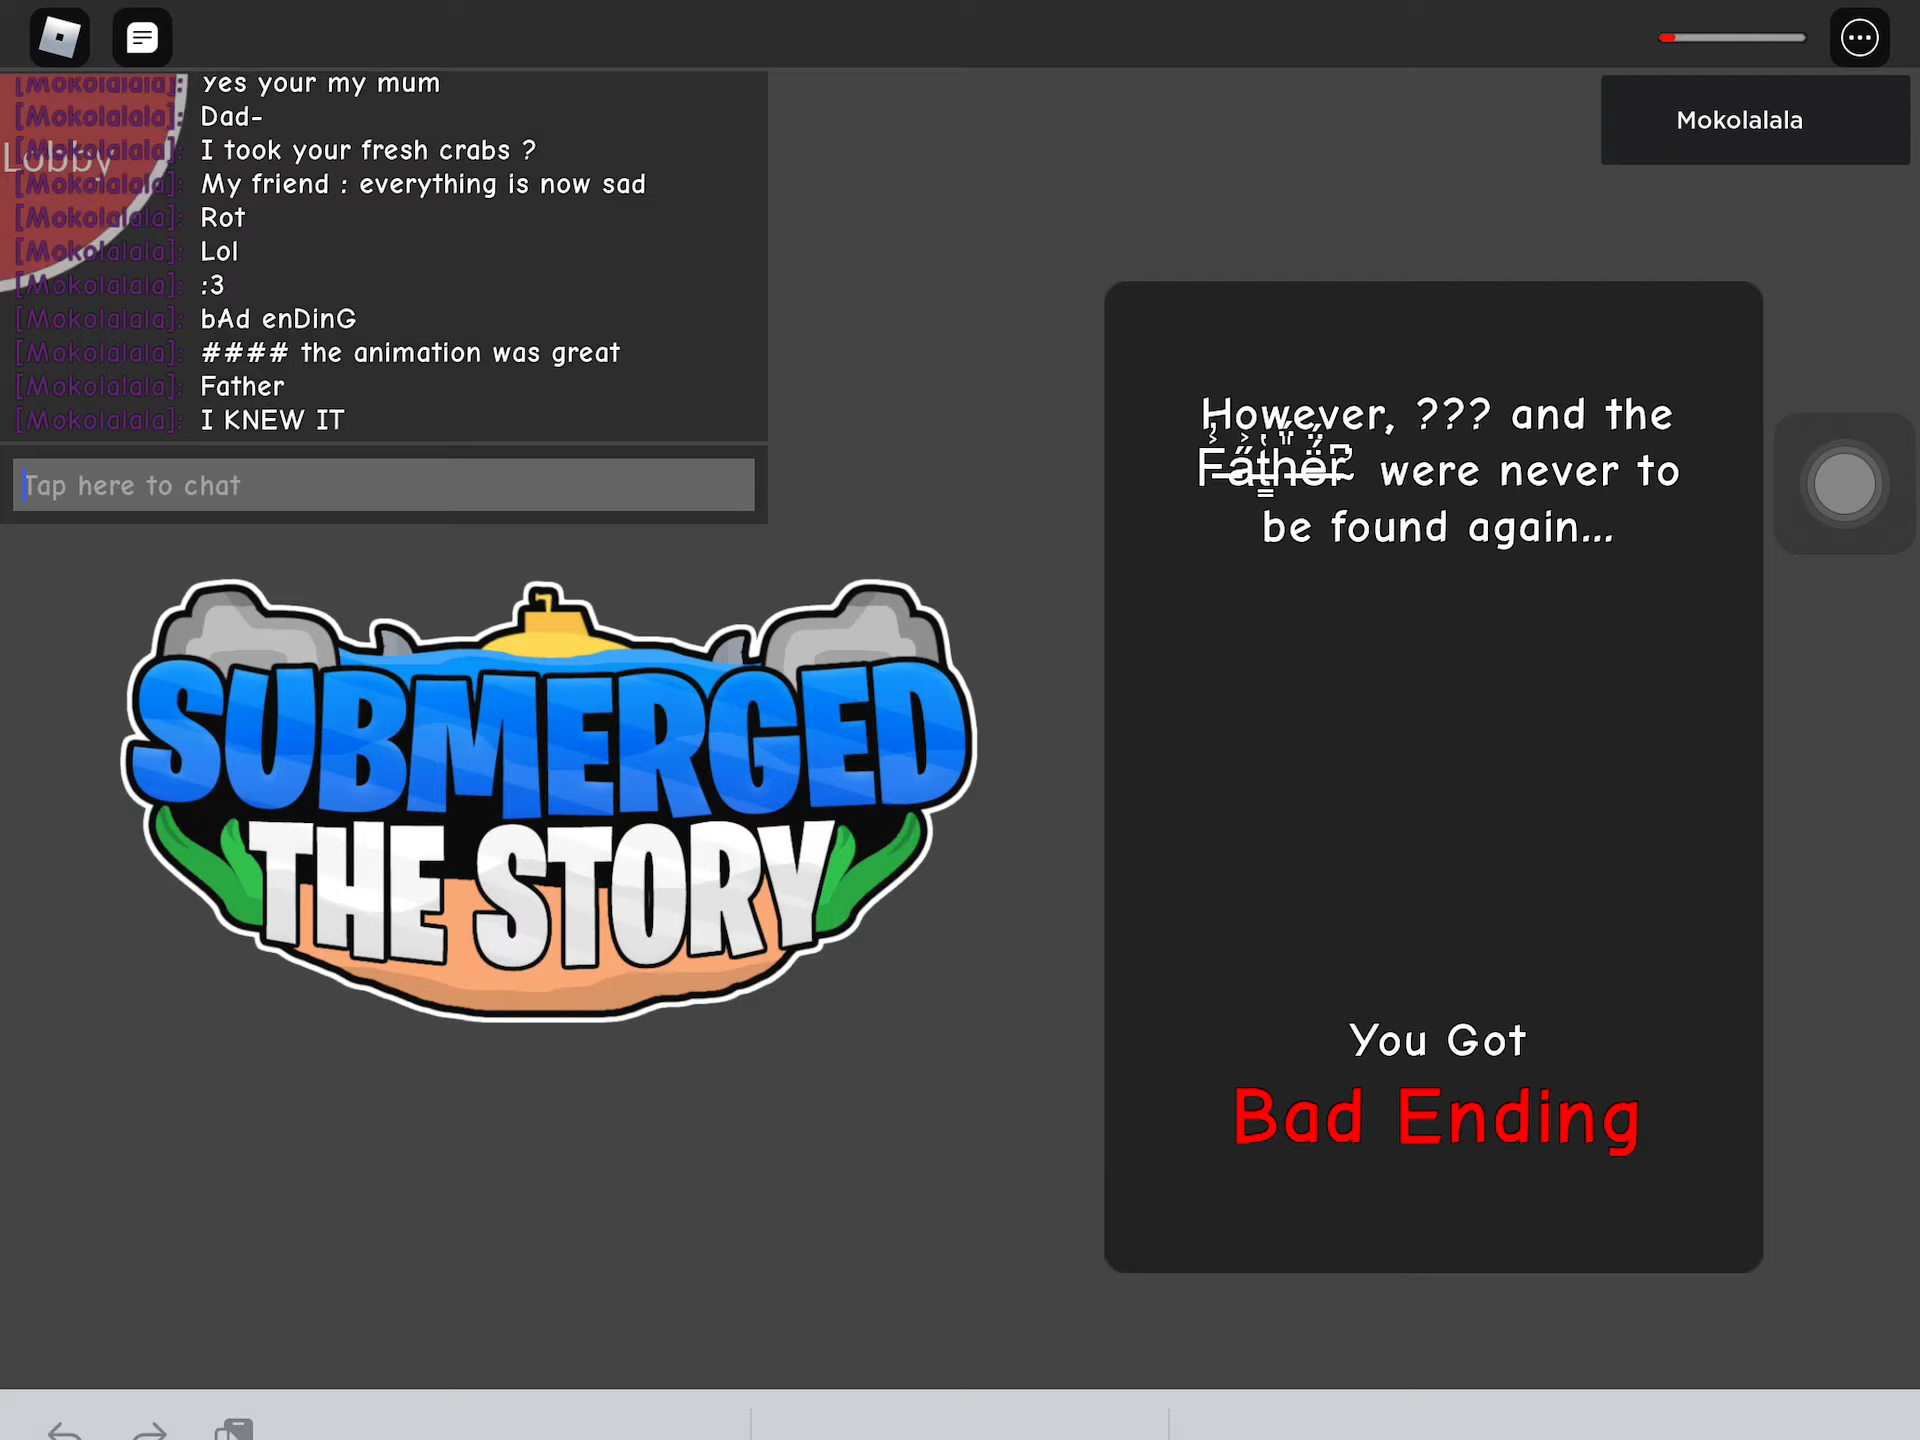 [Mokolalala]: Yes your my mum
[Mokolalala]: Dad-
[Mokolalala]: I took your fresh crabs ?
Lobby
[Mokolalala]: My friend : everything is now sad
[Mokolalala]: Rot
[Mokolalala]: Lol
[Mokolalala]: :3
[Mokolalala]: bAd enDinG
[Mokolalala]: #### the animation was great
[Mokolalala]: Father
[Mokolalala]: I KNEW IT
Tap here to chat
Mokolalala
SUBMERGED
THE STORY
However, ??? and the
Father were never to
be found again...
You Got
Bad Ending